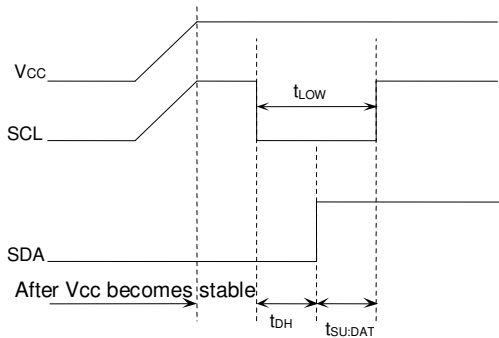 VCC
tLOW
SCL
SDA
After Vcc becomes stable
tDH
tSU:DAT